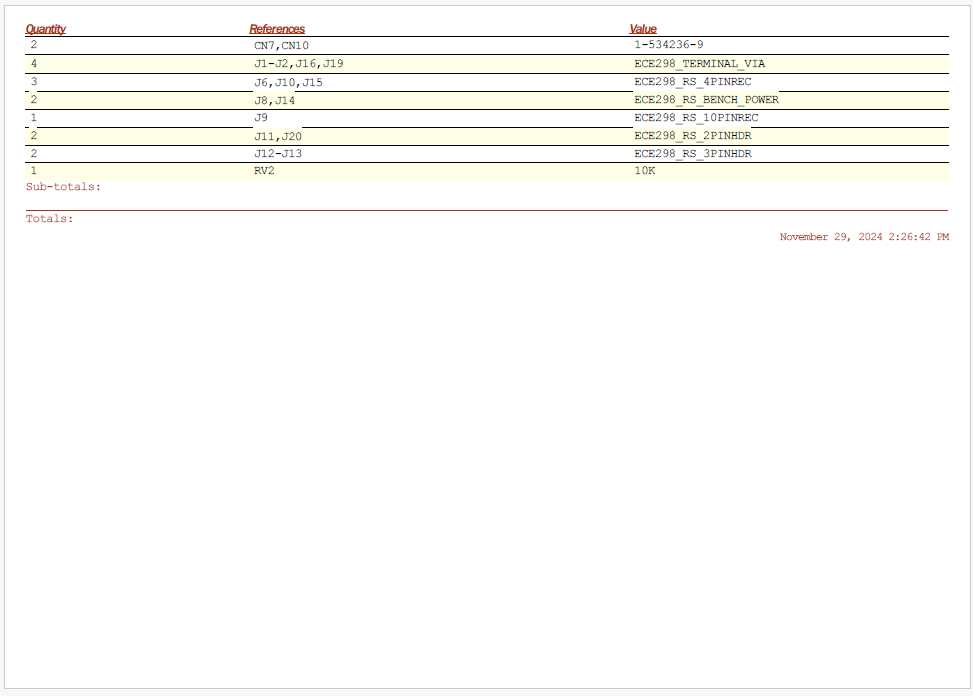 Quantity References Value
2 CN7,CN10 1-534236-9
4 J1-J2,J16,J19 ECE298_TERMINAL_VIA
3 J6,J10,J15 ECE298_RS_4PINREC
2 J8,J14 ECE298_RS_BENCH_POWER
1 J9 ECE298_RS_10PINREC
2 J11,J20 ECE298_RS_2PINHDR
2 J12-J13 ECE298_RS_3PINHDR
1 RV2 10K
Sub-totals:
Totals:
November 29, 2024 2:26:42 PM